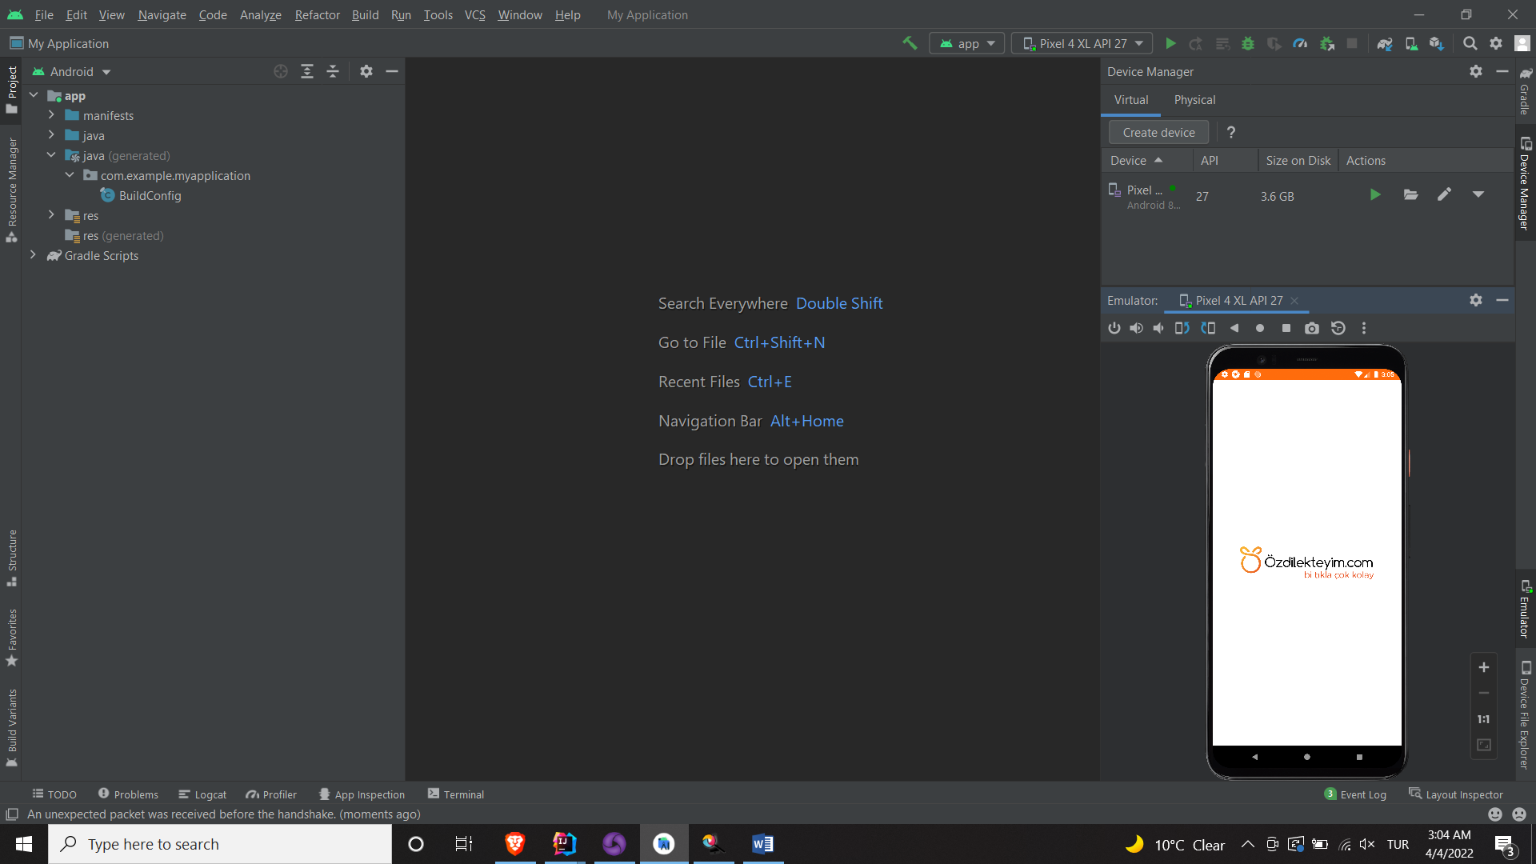 File Edit View Navigate Code Analyze Refactor Build Run Tools VCS Window Help My Application
My Application
app
Pixel 4 XL API 27
Project
Resource Manager
Structure
Favorites
Build Variants
Android
app
manifests
java
java (generated)
com.example.myapplication
BuildConfig
res
res (generated)
Gradle Scripts
Search Everywhere Double Shift
Go to File Ctrl+Shift+N
Recent Files Ctrl+E
Navigation Bar Alt+Home
Drop files here to open them
Device Manager
Virtual Physical
Create device ?
Device API Size on Disk Actions
Pixel ... 27 3.6 GB
Android 8...
Emulator: Pixel 4 XL API 27
3:05
Özdilekteyim.com
bi tıkla çok kolay
1:1
Gradle
Device Manager
Emulator
Device File Explorer
TODO Problems Logcat Profiler App Inspection Terminal
3 Event Log Layout Inspector
An unexpected packet was received before the handshake. (moments ago)
Type here to search
10°C Clear
TUR
3:04 AM
4/4/2022
3